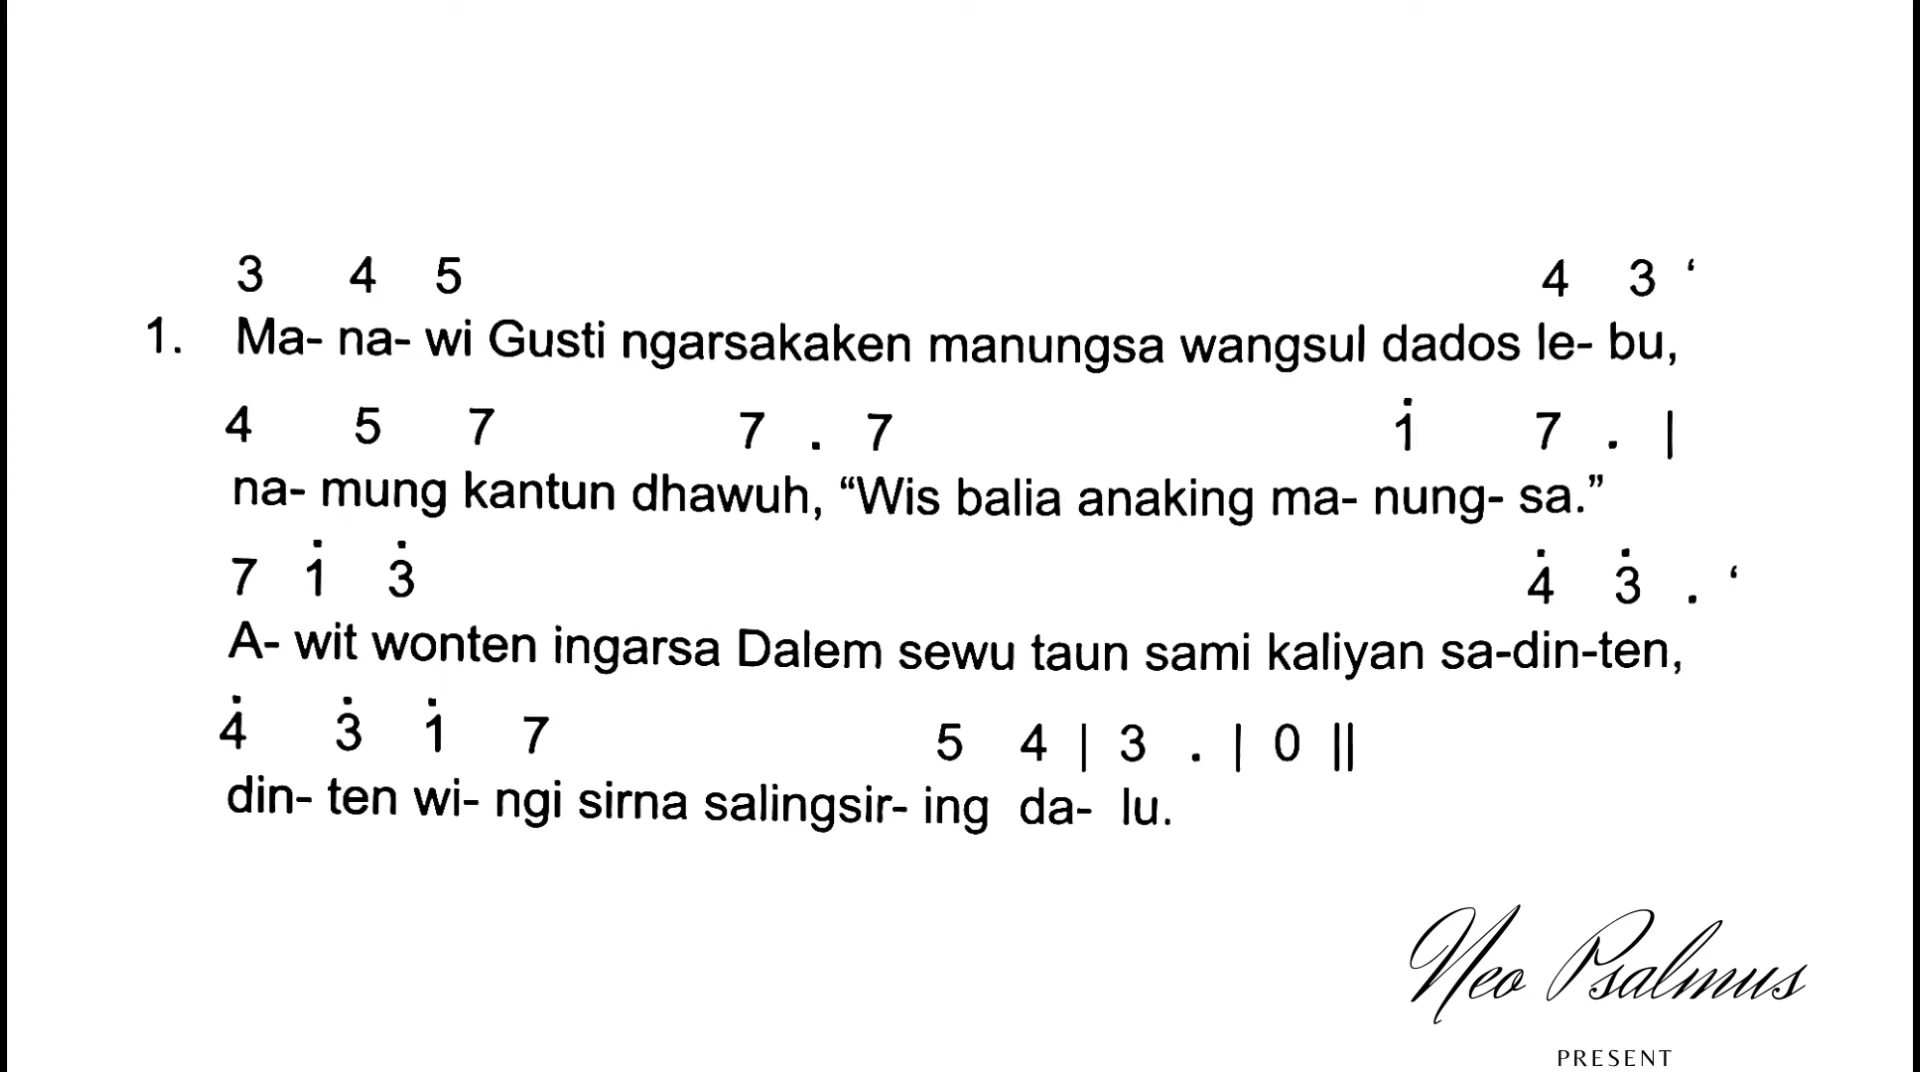 3 4 5 4 3 ‘
1. Ma- na- wi Gusti ngarsakaken manungsa wangsul dados le- bu,
4 5 7 7 . 7 1̇ 7 . |
na- mung kantun dhawuh, “Wis balia anaking ma- nung- sa.”
7 1̇ 3̇ 4̇ 3̇ . ‘
A- wit wonten ingarsa Dalem sewu taun sami kaliyan sa-din-ten,
4̇ 3̇ 1̇ 7 5 4 | 3 . | 0 ||
din- ten wi- ngi sirna salingsir- ing da- lu.
Neo Psalmus
PRESENT